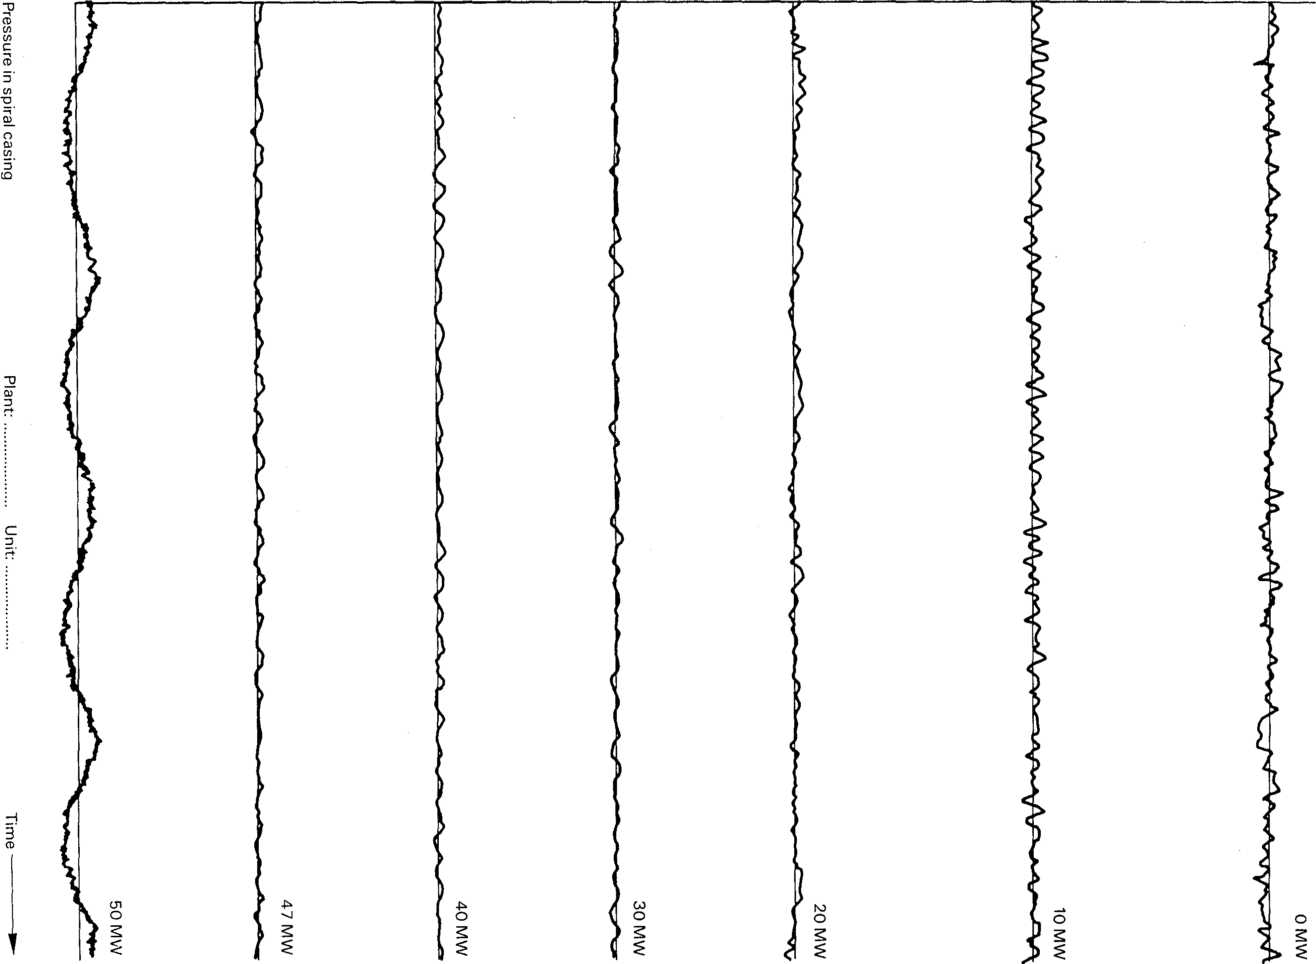 0 MW
10 MW
20 MW
30 MW
40 MW
47 MW
50 MW
Pressure in spiral casing Plant: ..................... Unit: ..................... Time